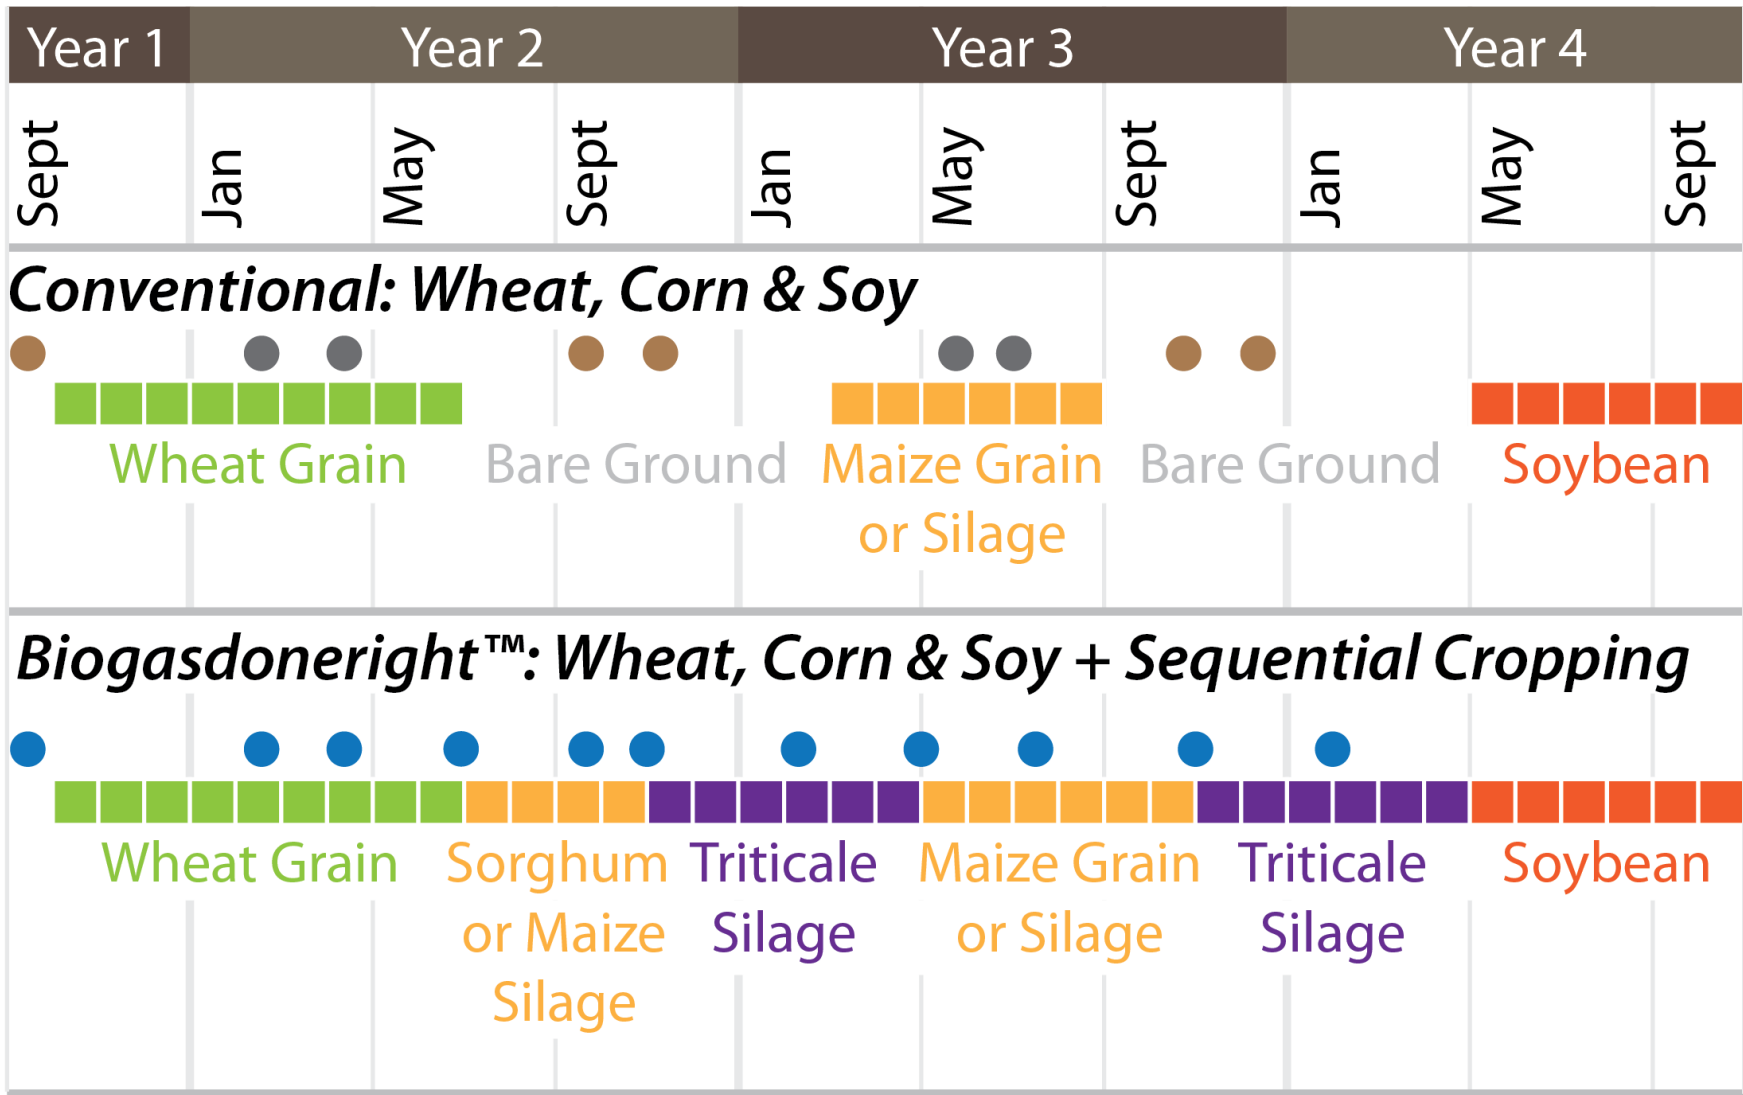 Year 1 Year 2 Year 3 Year 4
Sept Jan May Sept Jan May Sept Jan May Sept
Conventional: Wheat, Corn & Soy
Wheat Grain Bare Ground Maize Grain Bare Ground Soybean
or Silage
Biogasdoneright™: Wheat, Corn & Soy + Sequential Cropping
Wheat Grain Sorghum Triticale Maize Grain Triticale Soybean
or Maize Silage or Silage Silage
Silage